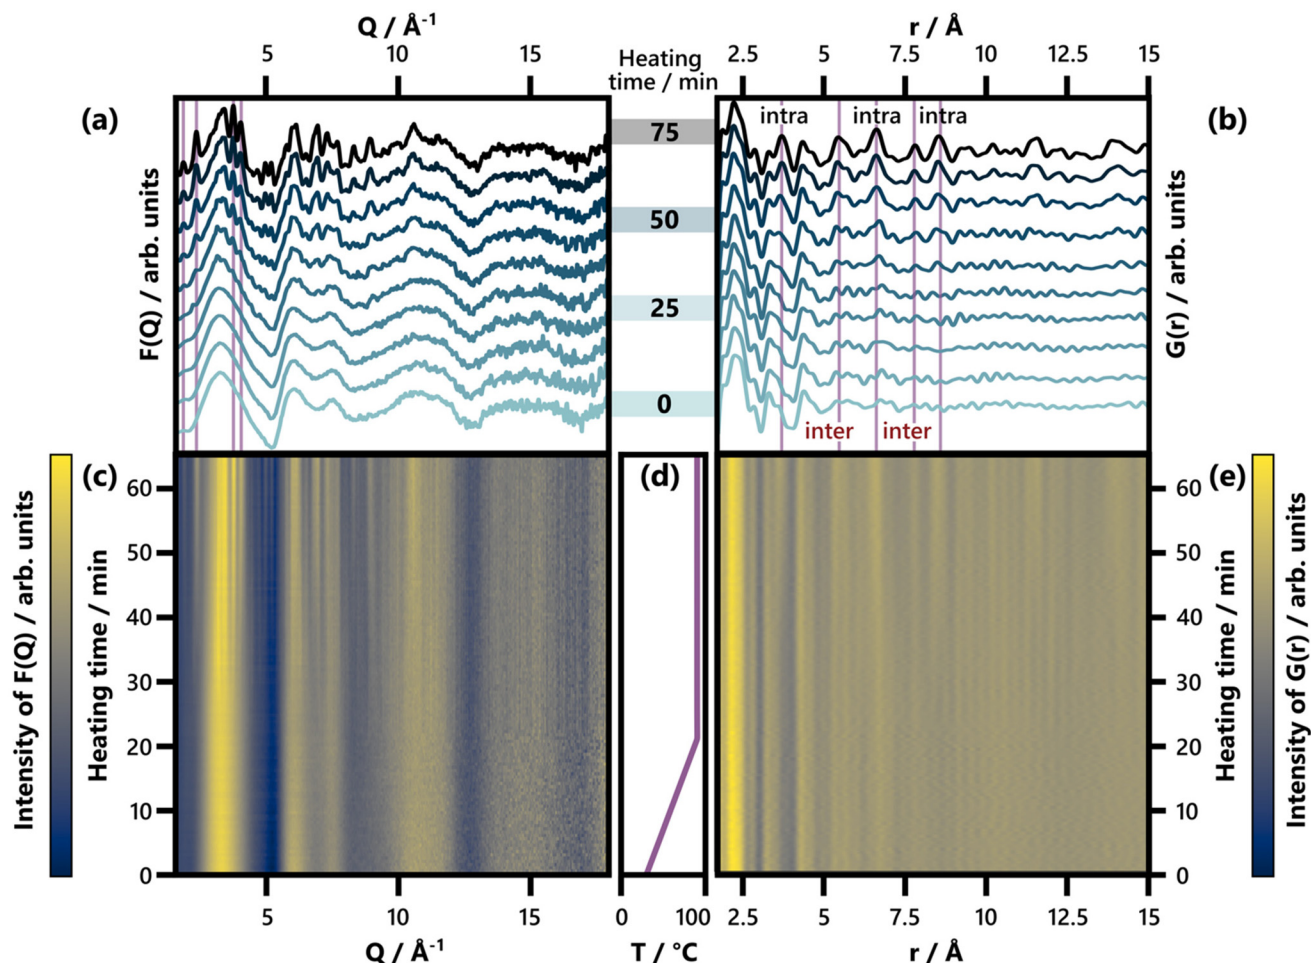 Q / Å-1
r / Å
5
10
15
Heating
time / min
2.5
5
7.5
10
12.5
15
(a)
F(Q) / arb. units
75
50
25
0
intra
intra
intra
(b)
G(r) / arb. units
inter
inter
Intensity of F(Q) / arb. units
Heating time / min
60
50
40
30
20
10
0
(c)
(d)
(e)
60
50
40
30
20
10
0
Heating time / min
Intensity of G(r) / arb. units
5
10
15
0
100
2.5
5
7.5
10
12.5
15
Q / Å-1
T / °C
r / Å